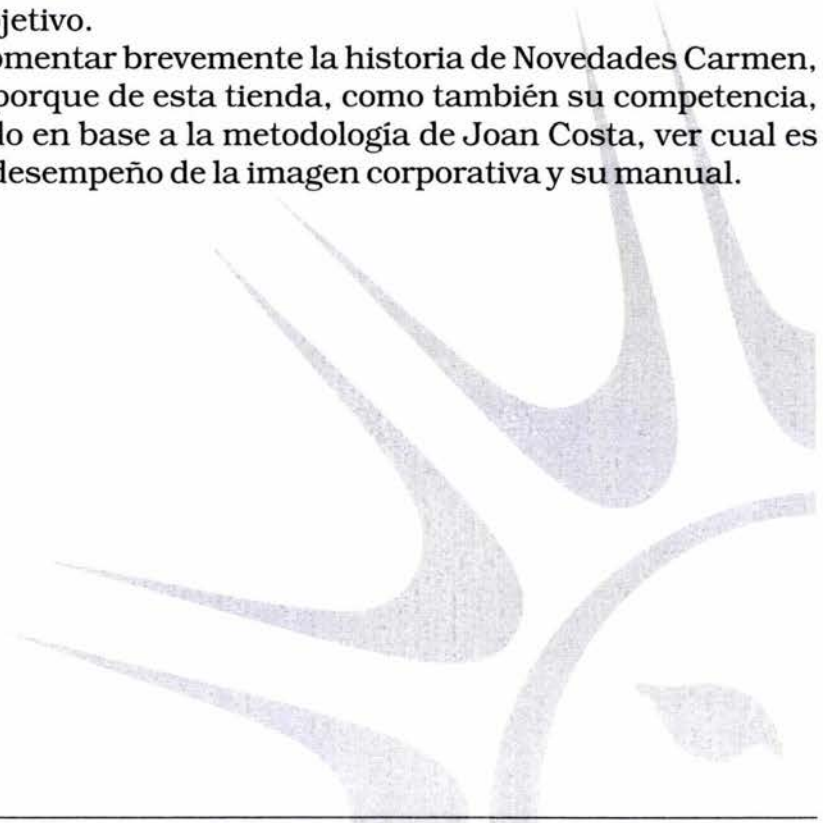 jetivo.
omentar brevemente la historia de Novedades Carmen,
porque de esta tienda, como también su competencia,
lo en base a la metodología de Joan Costa, ver cual es
desempeño de la imagen corporativa y su manual.